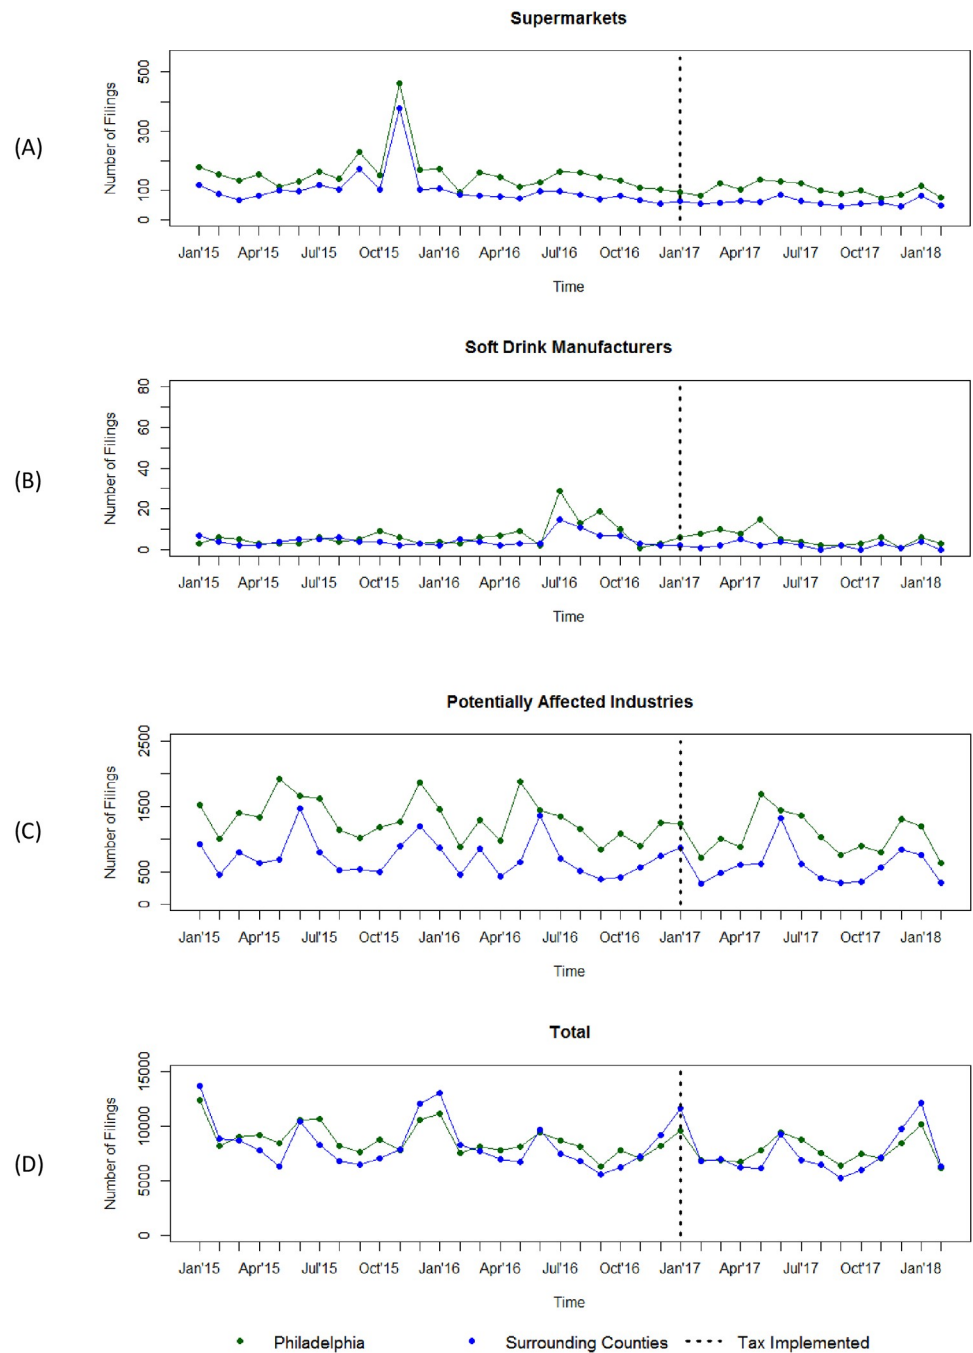 Supermarkets
(A)
Number of Filings
0 100 300 500
Jan'15 Apr'15 Jul'15 Oct'15 Jan'16 Apr'16 Jul'16 Oct'16 Jan'17 Apr'17 Jul'17 Oct'17 Jan'18
Time
Soft Drink Manufacturers
(B)
Number of Filings
0 20 40 60 80
Jan'15 Apr'15 Jul'15 Oct'15 Jan'16 Apr'16 Jul'16 Oct'16 Jan'17 Apr'17 Jul'17 Oct'17 Jan'18
Time
Potentially Affected Industries
(C)
Number of Filings
0 500 1500 2500
Jan'15 Apr'15 Jul'15 Oct'15 Jan'16 Apr'16 Jul'16 Oct'16 Jan'17 Apr'17 Jul'17 Oct'17 Jan'18
Time
Total
(D)
Number of Filings
0 5000 10000 15000
Jan'15 Apr'15 Jul'15 Oct'15 Jan'16 Apr'16 Jul'16 Oct'16 Jan'17 Apr'17 Jul'17 Oct'17 Jan'18
Time
Philadelphia Surrounding Counties Tax Implemented